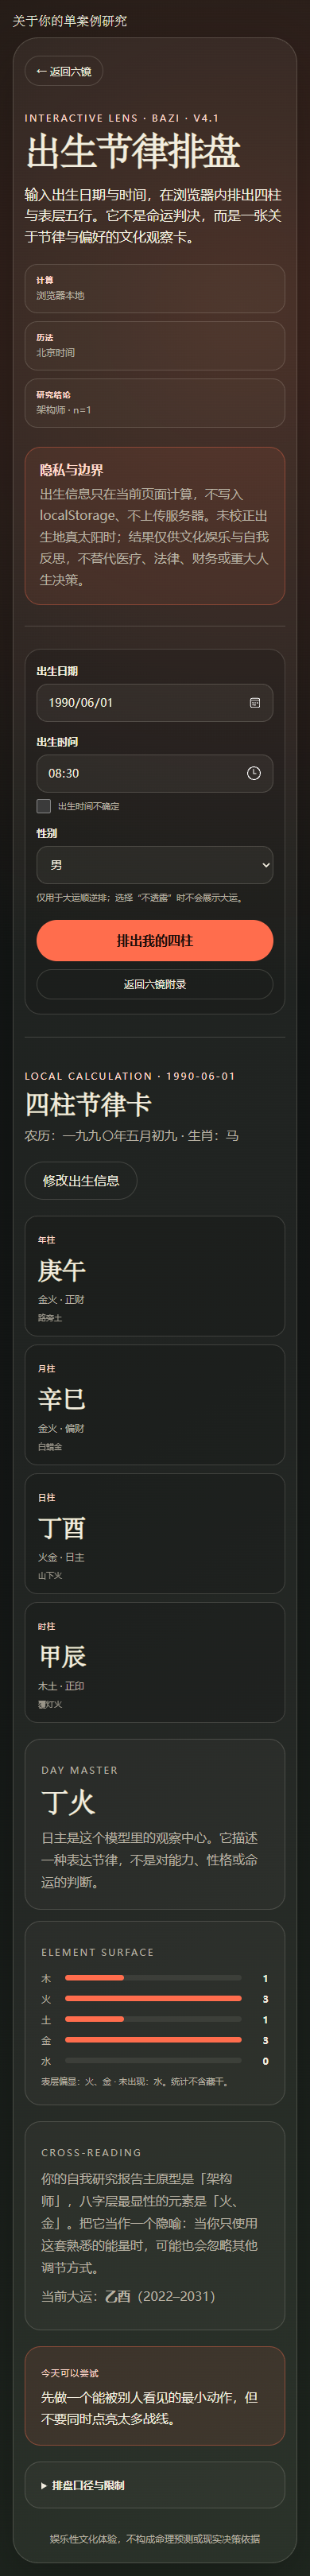 关于你的单案例研究
← 返回六镜
INTERACTIVE LENS · BAZI · V4.1
出生节律排盘
输入出生日期与时间，在浏览器内排出四柱
与表层五行。它不是命运判决，而是一张关
于节律与偏好的文化观察卡。
计算
浏览器本地
历法
北京时间
研究结论
架构师 · n=1
隐私与边界
出生信息只在当前页面计算，不写入
localStorage、不上传服务器。未校正出
生地真太阳时；结果仅供文化娱乐与自我
反思，不替代医疗、法律、财务或重大人
生决策。
出生日期
1990/06/01
出生时间
08:30
出生时间不确定
性别
男
仅用于大运顺逆排；选择“不透露”时不会展示大运。
排出我的四柱
返回六镜附录
LOCAL CALCULATION · 1990-06-01
四柱节律卡
农历：一九九〇年五月初九 · 生肖：马
修改出生信息
年柱
庚午
金火 · 正财
路旁土
月柱
辛巳
金火 · 偏财
白蜡金
日柱
丁酉
火金 · 日主
山下火
时柱
甲辰
木土 · 正印
覆灯火
DAY MASTER
丁火
日主是这个模型里的观察中心。它描述
一种表达节律，不是对能力、性格或命
运的判断。
ELEMENT SURFACE
木 1
火 3
土 1
金 3
水 0
表层偏显：火、金 · 未出现：水。统计不含藏干。
CROSS-READING
你的自我研究报告主原型是「架构
师」，八字层最显性的元素是「火、
金」。把它当作一个隐喻：当你只使用
这套熟悉的能量时，可能也会忽略其他
调节方式。
当前大运：乙酉（2022–2031）
今天可以尝试
先做一个能被别人看见的最小动作，但
不要同时点亮太多战线。
▶ 排盘口径与限制
娱乐性文化体验，不构成命理预测或现实决策依据